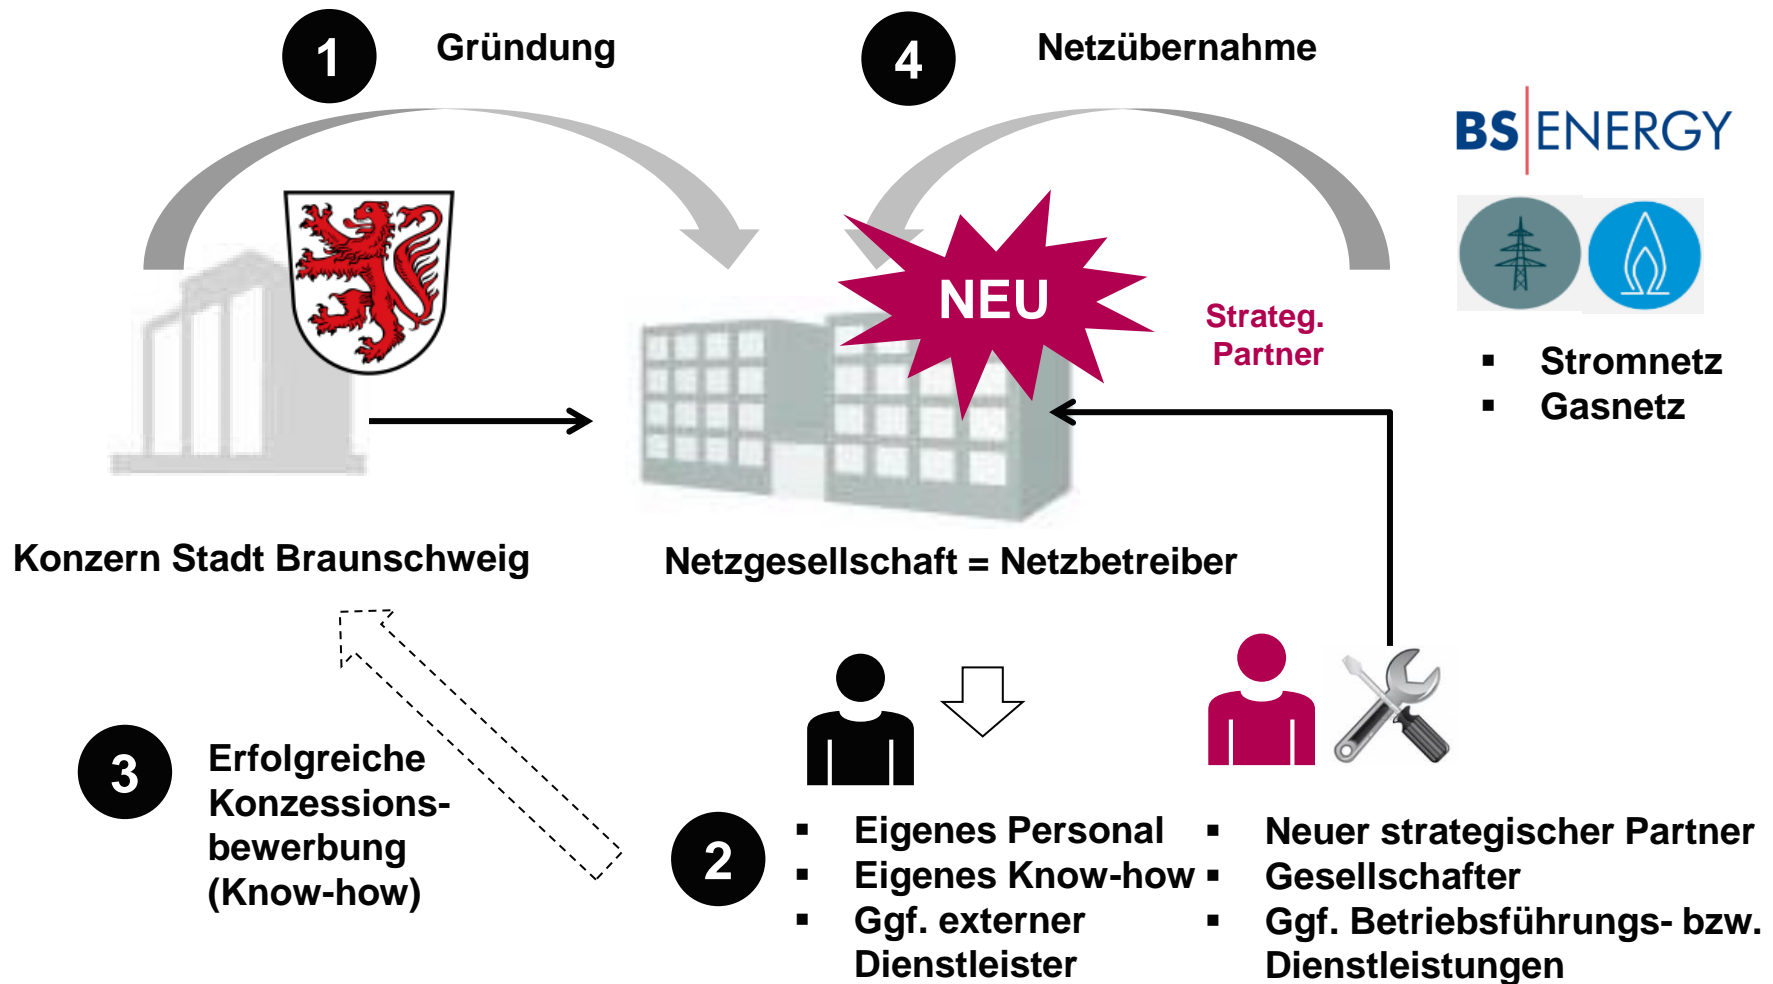 1 Gründung
4 Netzübernahme
BS ENERGY
NEU
Strateg.
Partner
▪ Stromnetz
▪ Gasnetz
Konzern Stadt Braunschweig
Netzgesellschaft = Netzbetreiber
3 Erfolgreiche
Konzessions-
bewerbung
(Know-how)
2
▪ Eigenes Personal
▪ Eigenes Know-how
▪ Ggf. externer
Dienstleister
▪ Neuer strategischer Partner
▪ Gesellschafter
▪ Ggf. Betriebsführungs- bzw.
Dienstleistungen